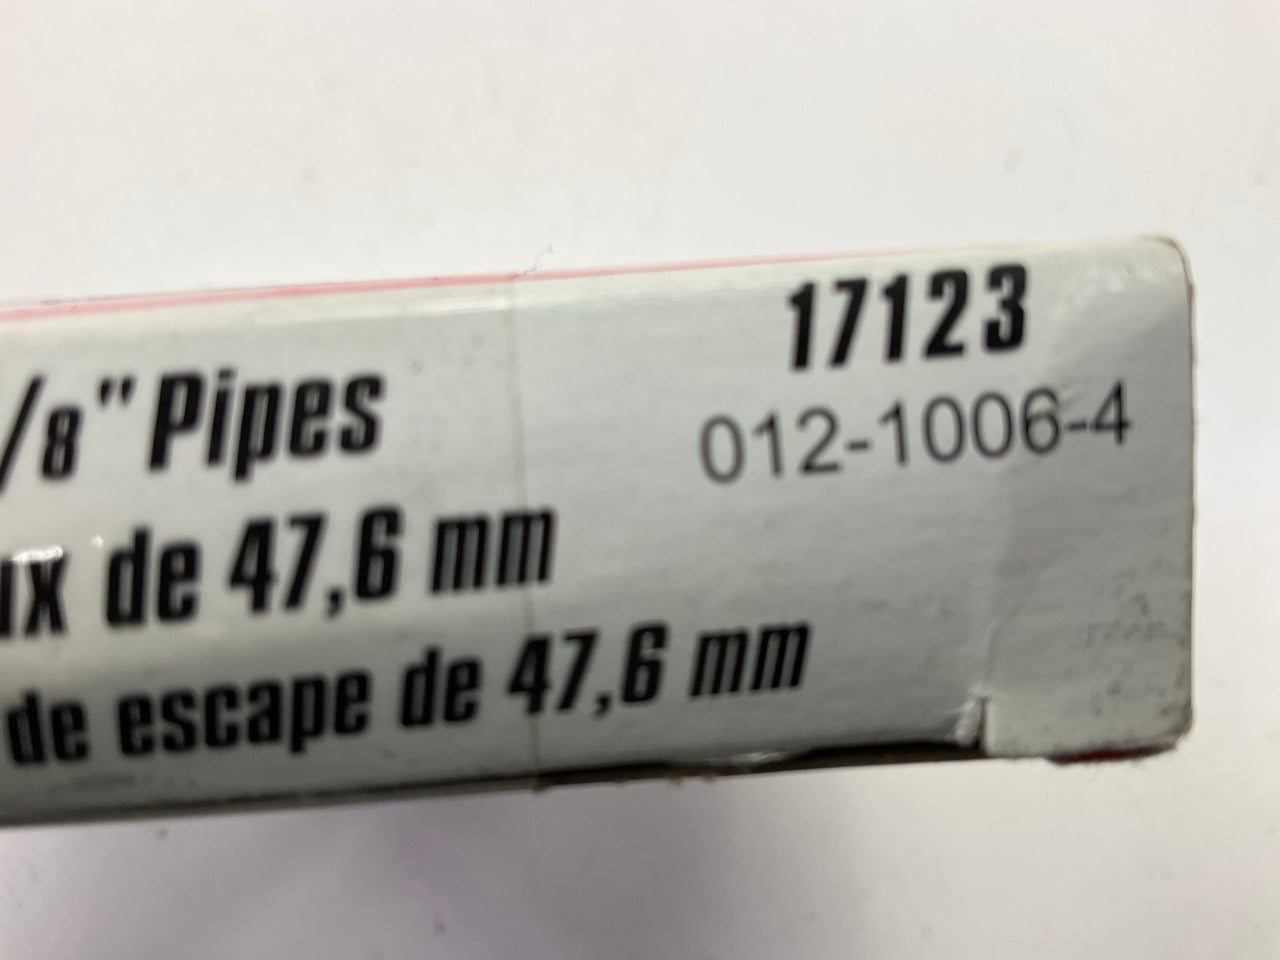 17123
/8" Pipes
012-1006-4
ux de 47,6 mm
de escape de 47,6 mm